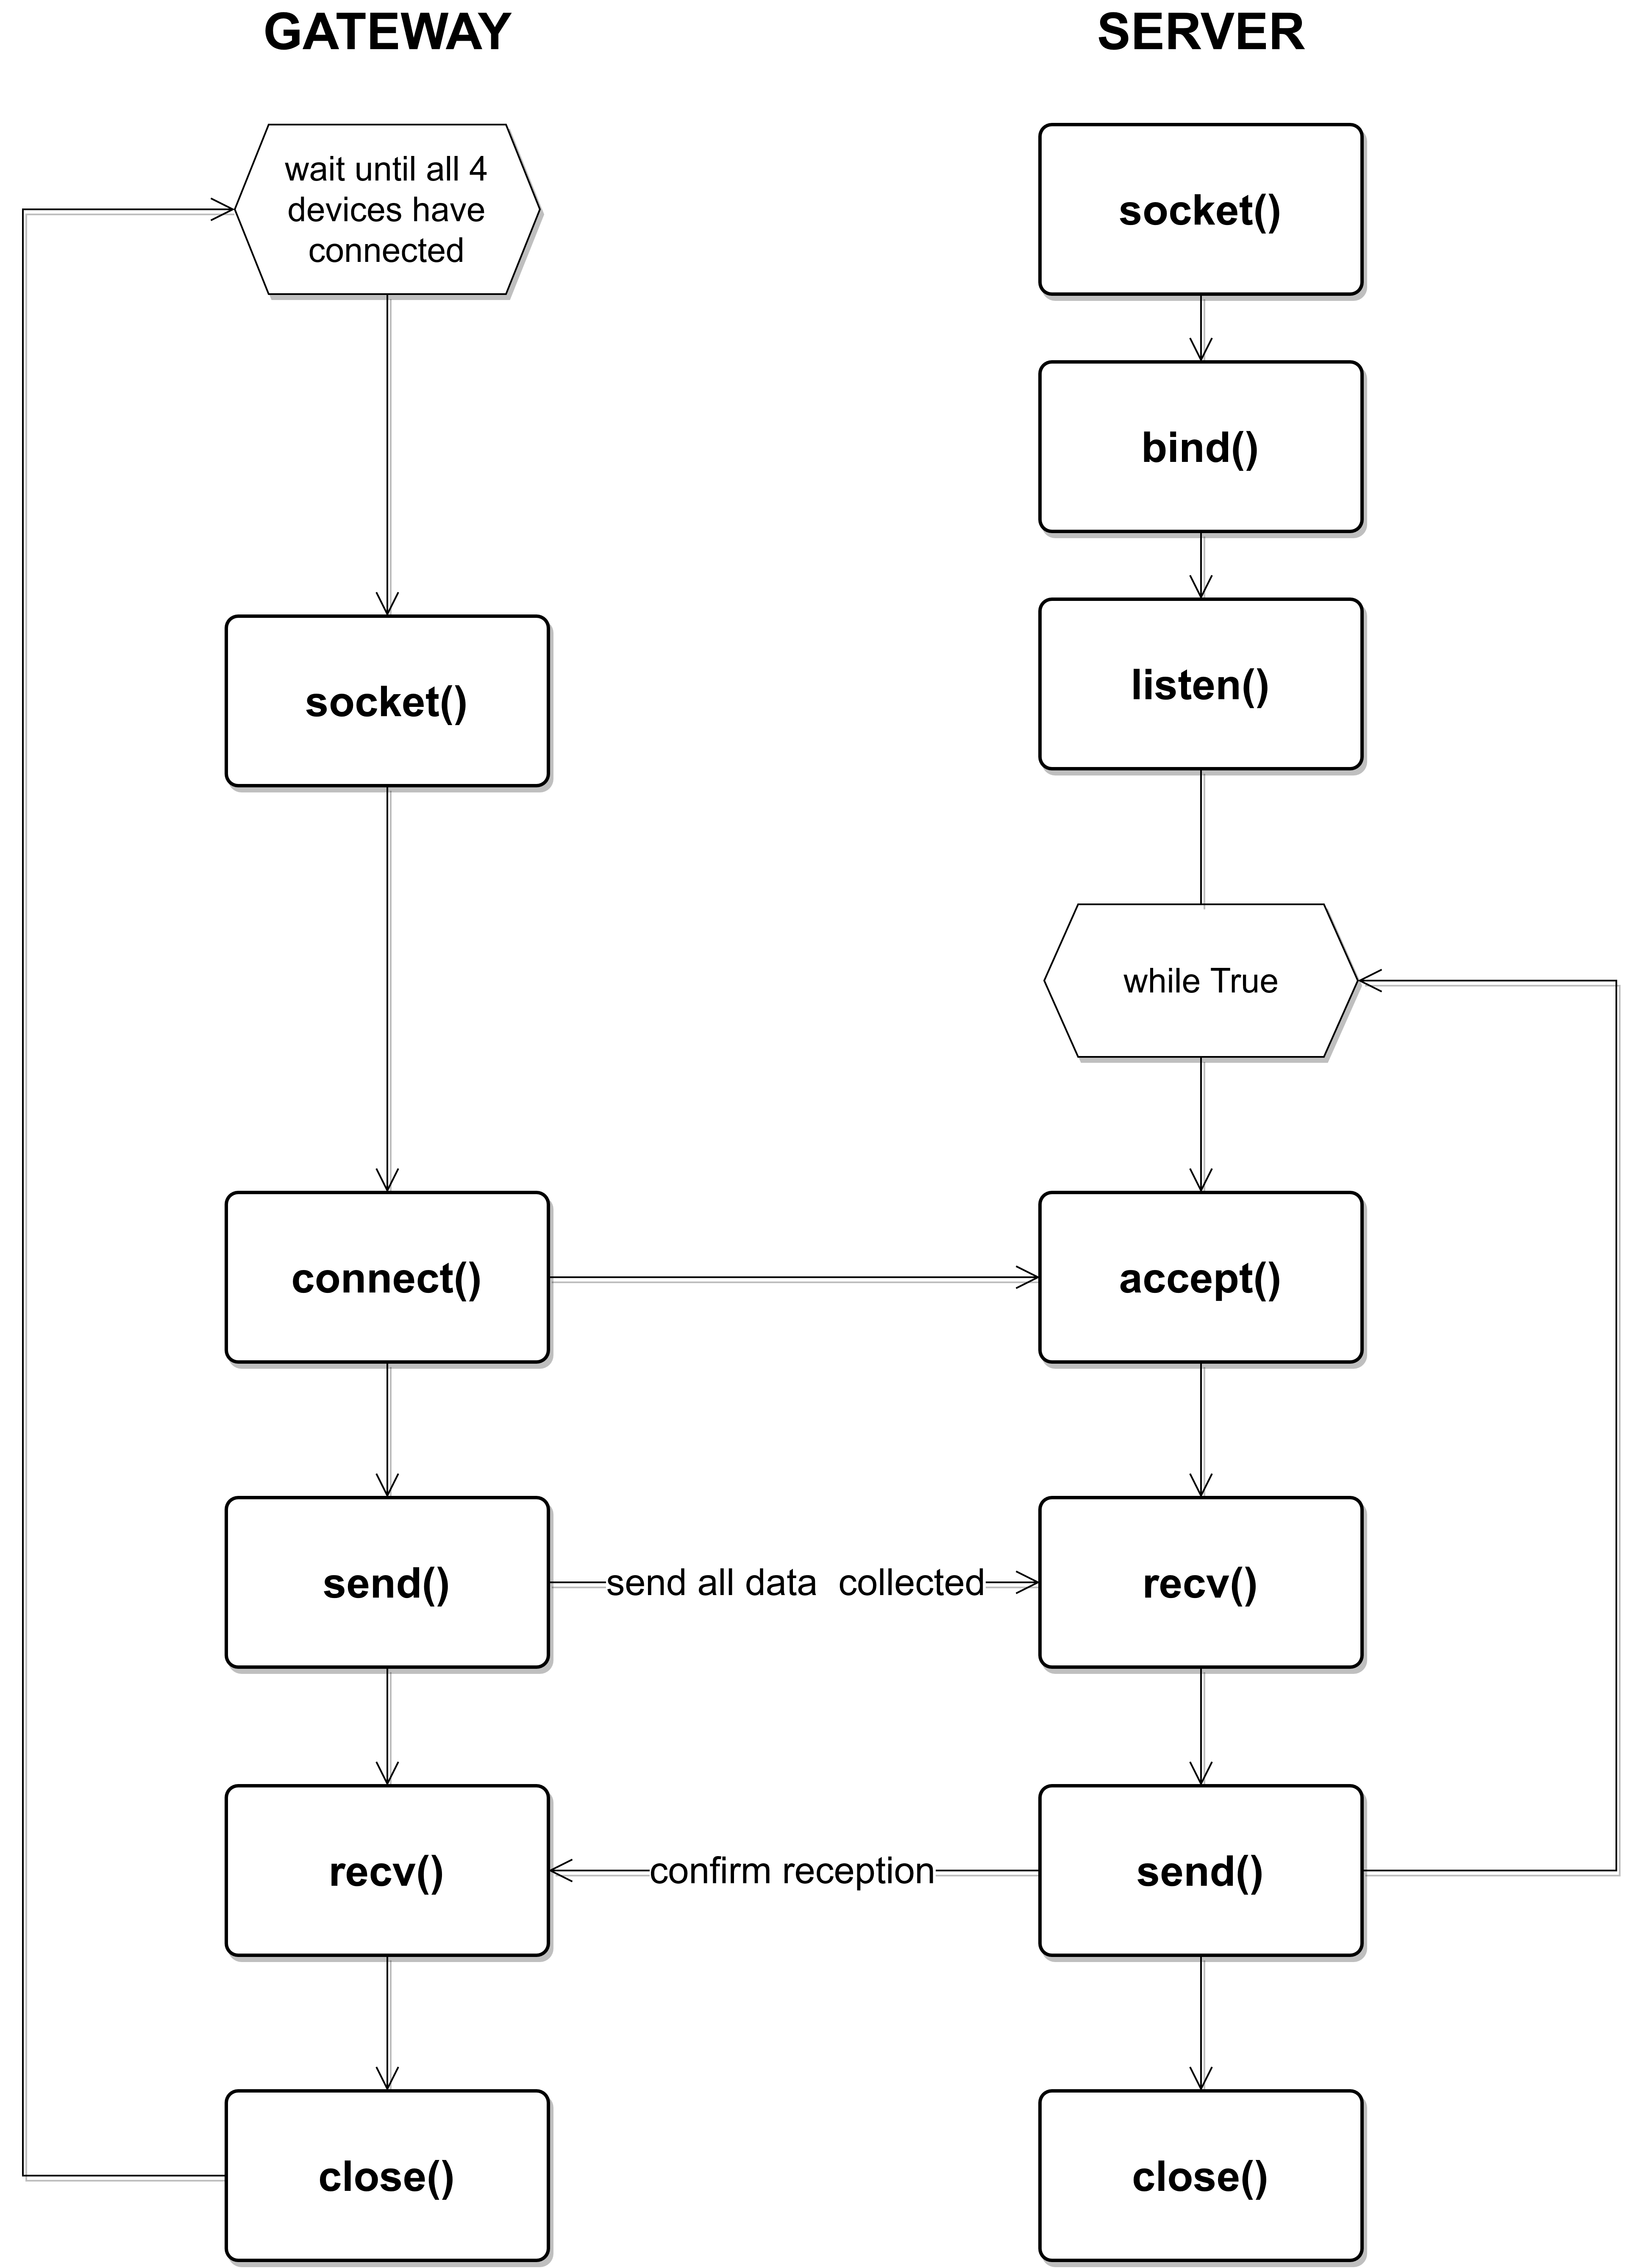 GATEWAY
SERVER
wait until all 4
devices have
connected
socket()
bind()
socket()
listen()
while True
connect()
accept()
send()
send all data  collected
recv()
recv()
confirm reception
send()
close()
close()